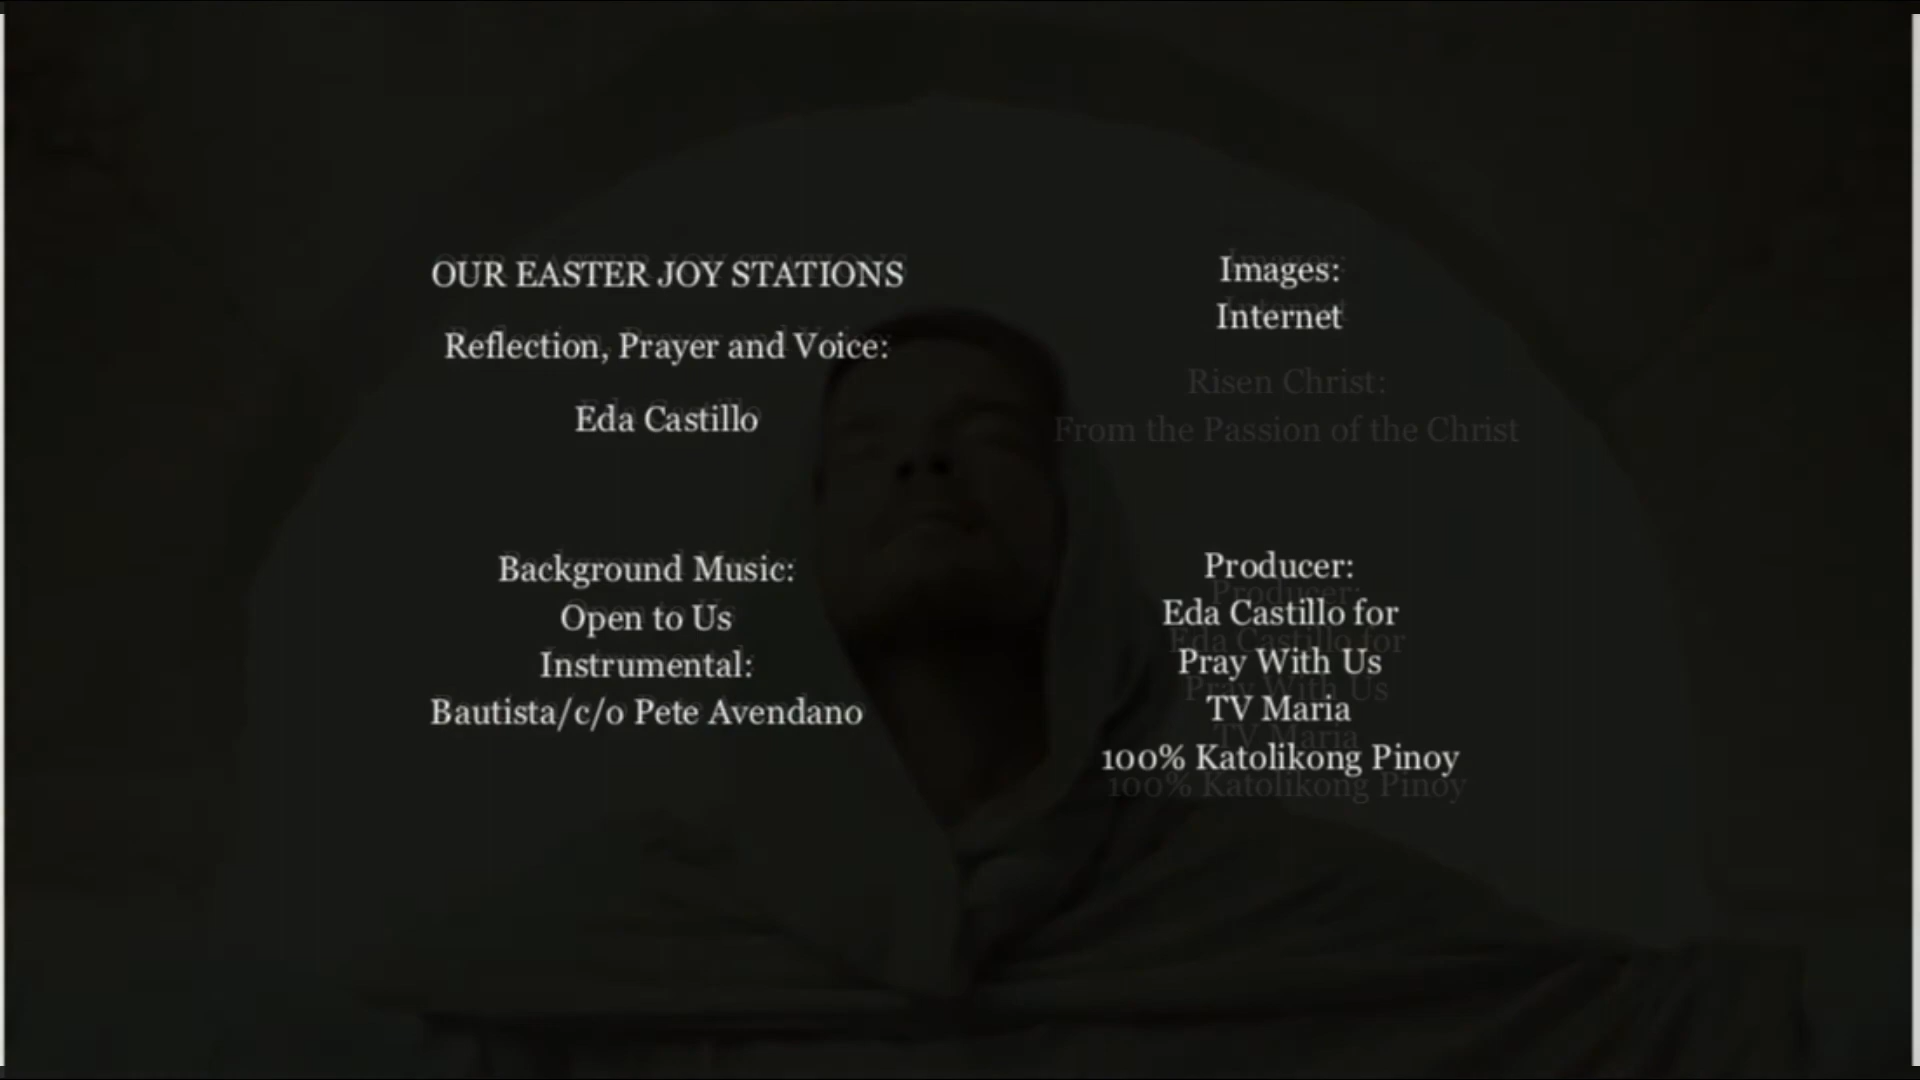 OUR EASTER JOY STATIONS
Reflection, Prayer and Voice:
Eda Castillo
Background Music:
Open to Us
Instrumental:
Bautista/c/o Pete Avendano
Images:
Internet
Risen Christ:
From the Passion of the Christ
Producer:
Eda Castillo for
Pray With Us
TV Maria
100% Katolikong Pinoy